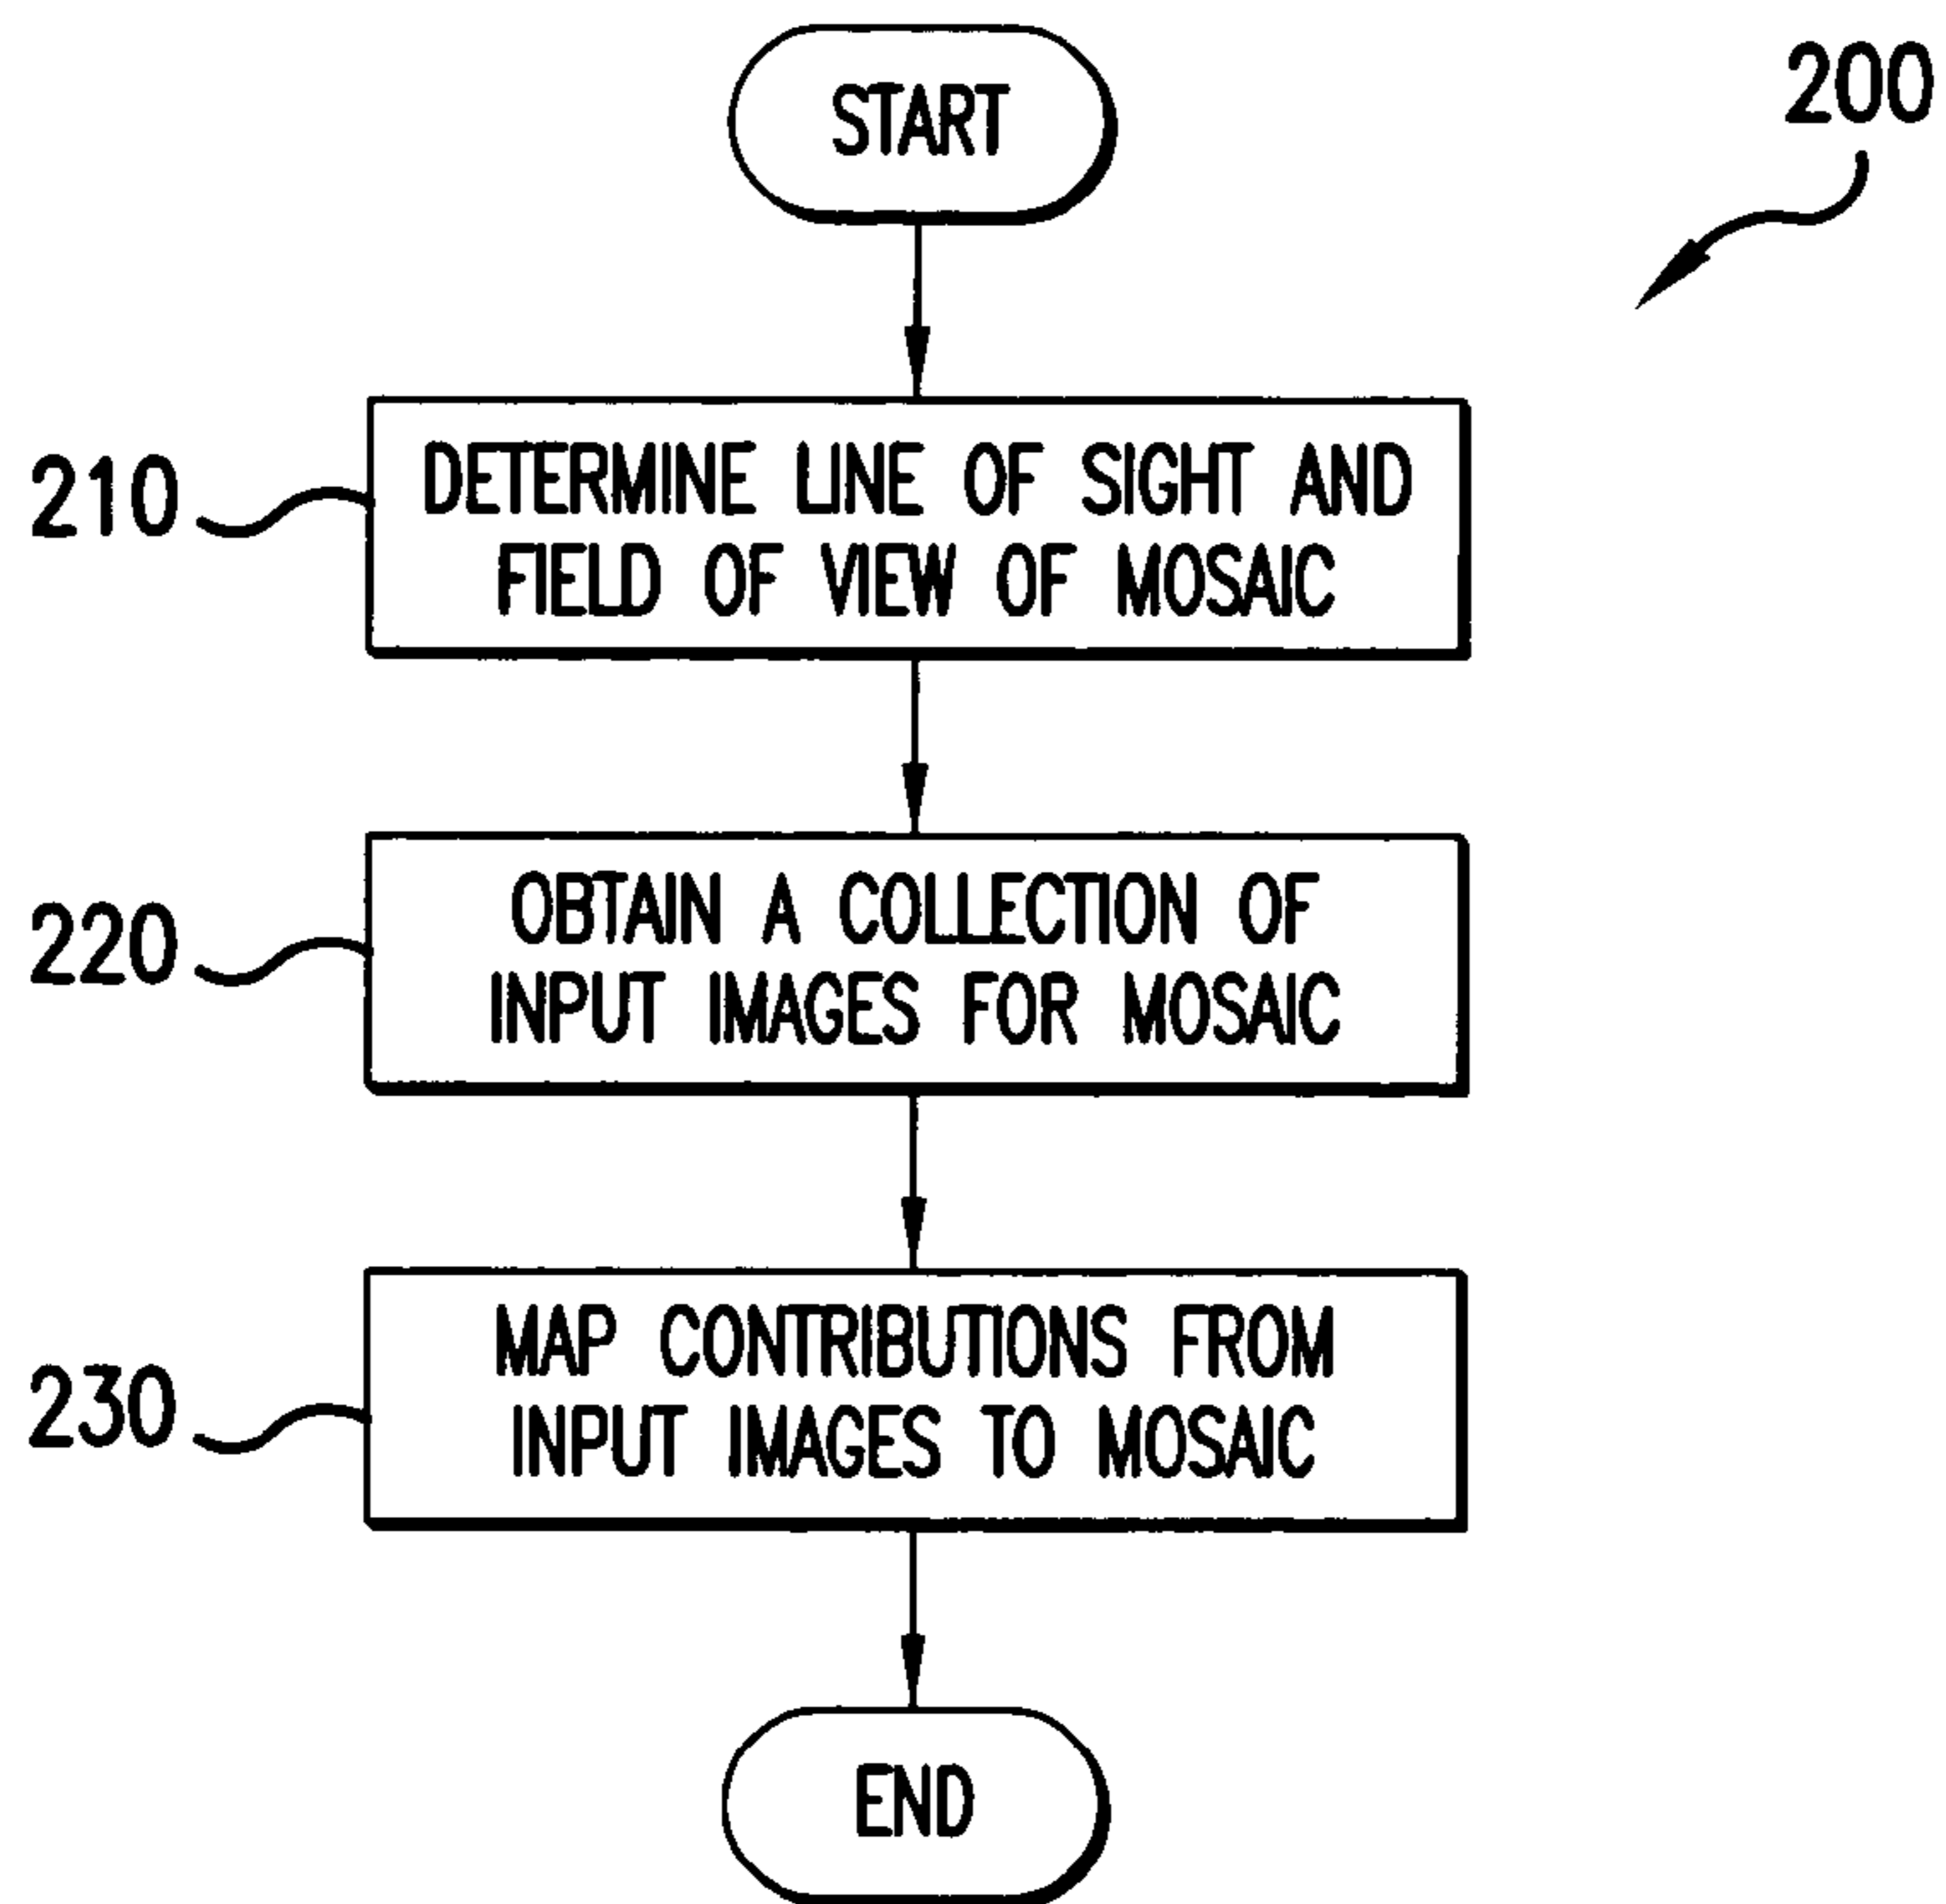 START
200
210
DETERMINE LINE OF SIGHT AND
FIELD OF VIEW OF MOSAIC
220
OBTAIN A COLLECTION OF
INPUT IMAGES FOR MOSAIC
230
MAP CONTRIBUTIONS FROM
INPUT IMAGES TO MOSAIC
END